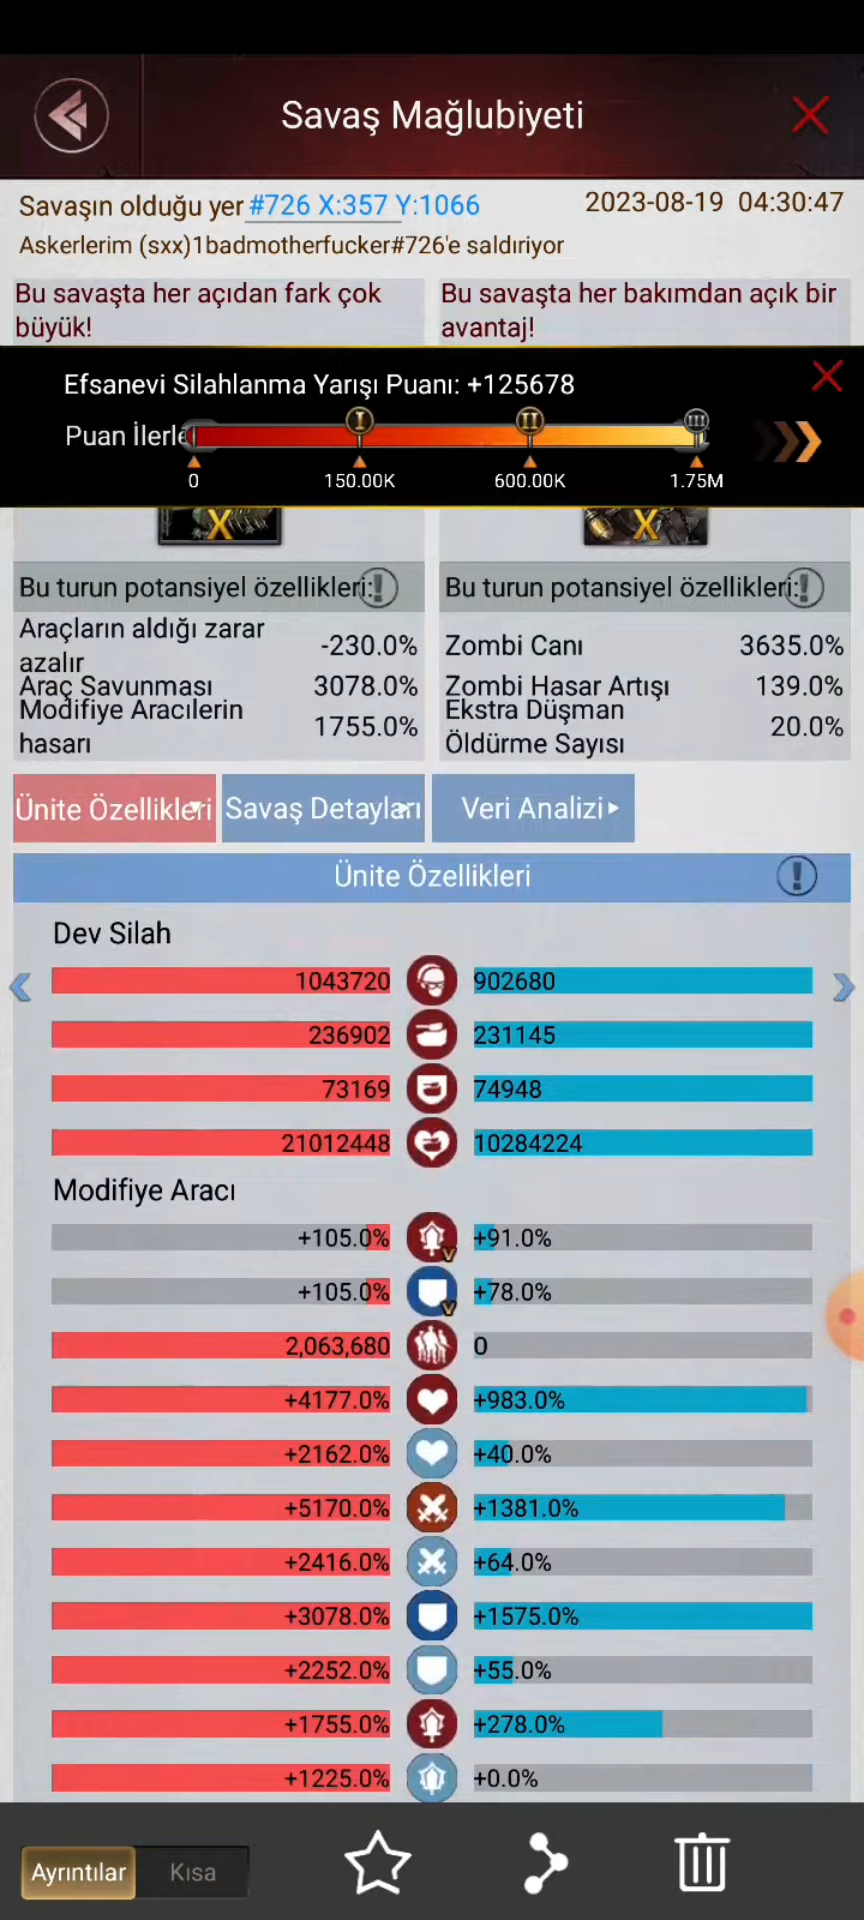 Savaş Mağlubiyeti
Savaşın olduğu yer #726 X:357 Y:1066 2023-08-19 04:30:47
Askerlerim (sxx)1badmotherfucker#726'e saldırıyor
Bu savaşta her açıdan fark çok büyük!
Bu savaşta her bakımdan açık bir avantaj!
Efsanevi Silahlanma Yarışı Puanı: +125678
Puan İlerle
I II III
0 150.00K 600.00K 1.75M
X X
Bu turun potansiyel özellikleri: Bu turun potansiyel özellikleri:
Araçların aldığı zarar azalır -230.0%
Araç Savunması 3078.0%
Modifiye Aracılerin hasarı 1755.0%
Zombi Canı 3635.0%
Zombi Hasar Artışı 139.0%
Ekstra Düşman Öldürme Sayısı 20.0%
Ünite Özellikleri Savaş Detayları Veri Analizi
Ünite Özellikleri
Dev Silah
1043720 902680
236902 231145
73169 74948
21012448 10284224
Modifiye Aracı
+105.0% +91.0%
+105.0% +78.0%
2,063,680 0
+4177.0% +983.0%
+2162.0% +40.0%
+5170.0% +1381.0%
+2416.0% +64.0%
+3078.0% +1575.0%
+2252.0% +55.0%
+1755.0% +278.0%
+1225.0% +0.0%
Ayrıntılar Kısa